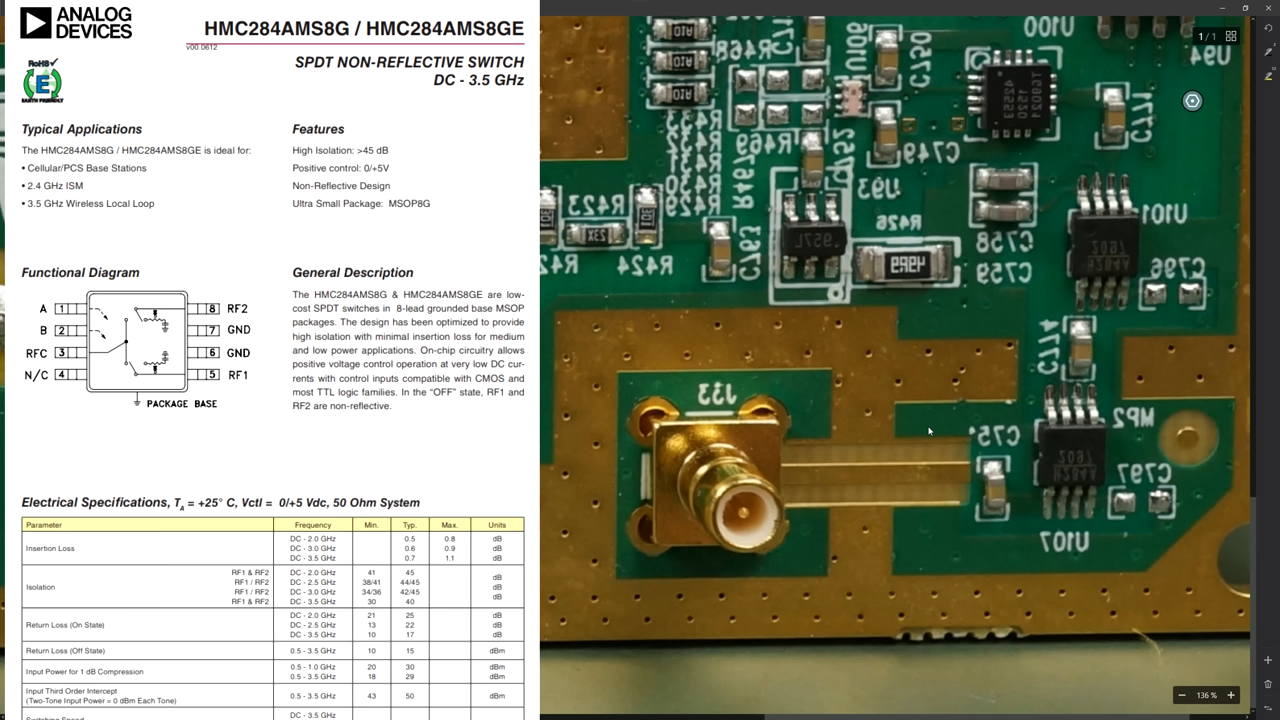 ANALOG
DEVICES
HMC284AMS8G / HMC284AMS8GE
v00.0612
SPDT NON-REFLECTIVE SWITCH
DC - 3.5 GHz
RoHS
E
EARTH FRIENDLY
Typical Applications
The HMC284AMS8G / HMC284AMS8GE is ideal for:
• Cellular/PCS Base Stations
• 2.4 GHz ISM
• 3.5 GHz Wireless Local Loop
Features
High Isolation: >45 dB
Positive control: 0/+5V
Non-Reflective Design
Ultra Small Package: MSOP8G
Functional Diagram
A 1 8 RF2
B 2 7 GND
RFC 3 6 GND
N/C 4 5 RF1
PACKAGE BASE
General Description
The HMC284AMS8G & HMC284AMS8GE are low-
cost SPDT switches in 8-lead grounded base MSOP
packages. The design has been optimized to provide
high isolation with minimal insertion loss for medium
and low power applications. On-chip circuitry allows
positive voltage control operation at very low DC cur-
rents with control inputs compatible with CMOS and
most TTL logic families. In the “OFF” state, RF1 and
RF2 are non-reflective.
Electrical Specifications, TA = +25° C, Vctl = 0/+5 Vdc, 50 Ohm System
Parameter Frequency Min. Typ. Max. Units
Insertion Loss
DC - 2.0 GHz 0.5 0.8 dB
DC - 3.0 GHz 0.6 0.9 dB
DC - 3.5 GHz 0.7 1.1 dB
Isolation
RF1 & RF2 DC - 2.0 GHz 41 45 dB
RF1 / RF2 DC - 2.5 GHz 38/41 44/45 dB
RF1 / RF2 DC - 3.0 GHz 34/36 42/45 dB
RF1 & RF2 DC - 3.5 GHz 30 40
Return Loss (On State)
DC - 2.0 GHz 21 25 dB
DC - 2.5 GHz 13 22 dB
DC - 3.5 GHz 10 17 dB
Return Loss (Off State) 0.5 - 3.5 GHz 10 15 dBm
Input Power for 1 dB Compression
0.5 - 1.0 GHz 20 30 dBm
0.5 - 3.5 GHz 18 29 dBm
Input Third Order Intercept
(Two-Tone Input Power = 0 dBm Each Tone) 0.5 - 3.5 GHz 43 50 dBm
Switching Speed
DC - 3.5 GHz
1 / 1
R468
U106
C750
C771
C749
U93
C752
R4679
C763
R423
R424
R426
C758
C759
U101
2097
H284A
C796
C774
MP2
J33
2097
H284A
C797
U107
136 %